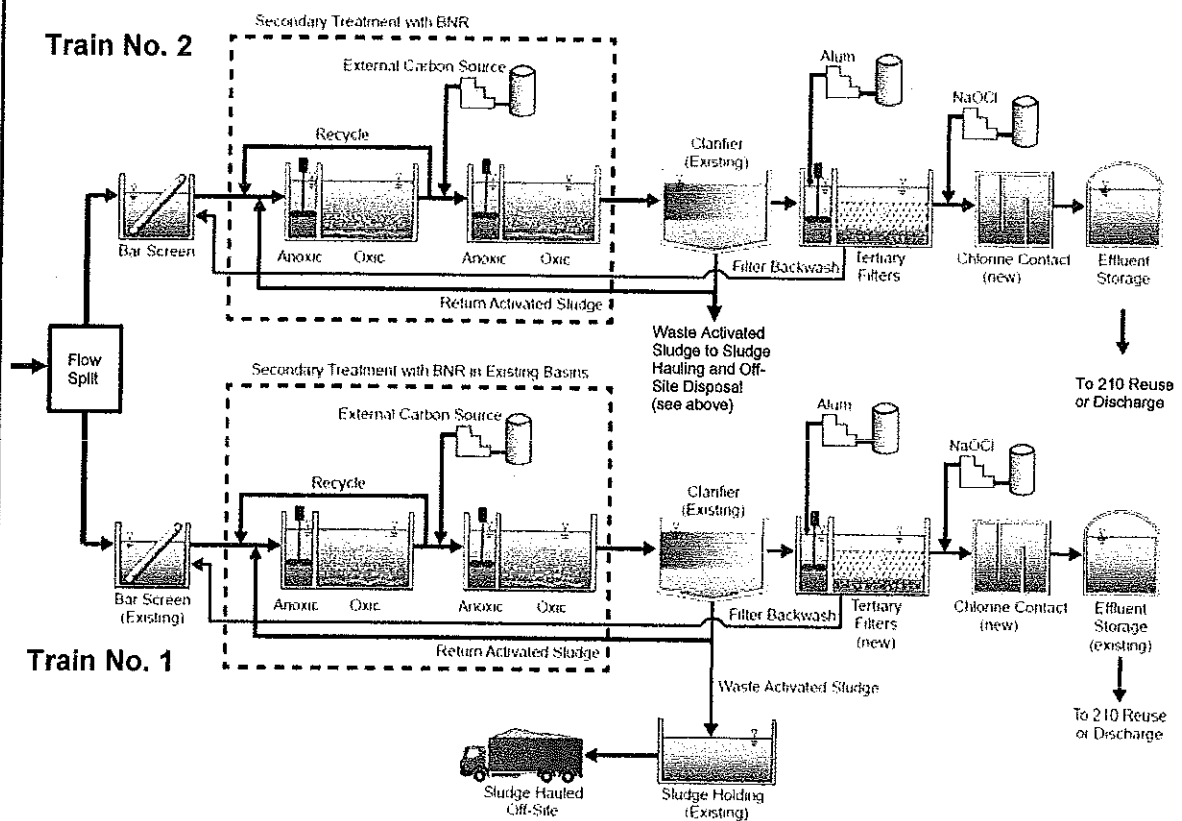 Secondary Treatment with BNR
Train No. 2
External Carbon Source
Alum
NaOCl
Recycle
Clarifier
(Existing)
Bar Screen
Anoxic
Oxic
Anoxic
Oxic
Filter Backwash
Tertiary
Filters
Chlorine Contact
(new)
Effluent
Storage
Return Activated Sludge
Flow
Split
Waste Activated
Sludge to Sludge
Hauling and Off-
Site Disposal
(see above)
To 210 Reuse
or Discharge
Secondary Treatment with BNR in Existing Basins
External Carbon Source
Alum
NaOCl
Recycle
Clarifier
(Existing)
Bar Screen
(Existing)
Anoxic
Oxic
Anoxic
Oxic
Filter Backwash
Tertiary
Filters
(new)
Chlorine Contact
(new)
Effluent
Storage
(existing)
Return Activated Sludge
Train No. 1
Waste Activated Sludge
To 210 Reuse
or Discharge
Sludge Hauled
Off-Site
Sludge Holding
(Existing)